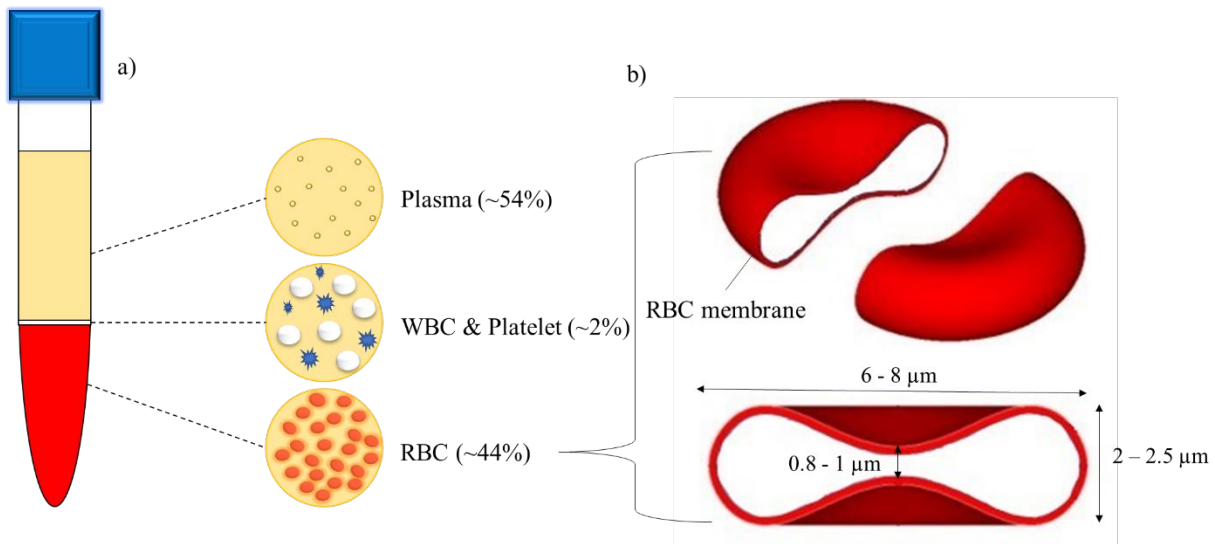 a)
Plasma (~54%)
WBC & Platelet (~2%)
RBC (~44%)
b)
RBC membrane
6 - 8 µm
0.8 - 1 µm
2 – 2.5 µm